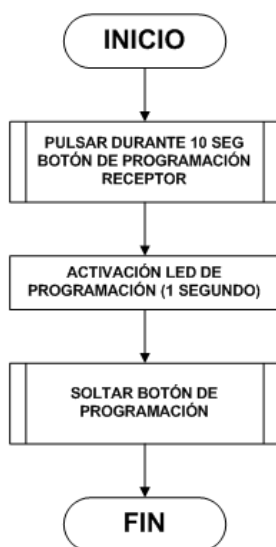 INICIO
PULSAR DURANTE 10 SEG
BOTÓN DE PROGRAMACIÓN
RECEPTOR
ACTIVACIÓN LED DE
PROGRAMACIÓN (1 SEGUNDO)
SOLTAR BOTÓN DE
PROGRAMACIÓN
FIN